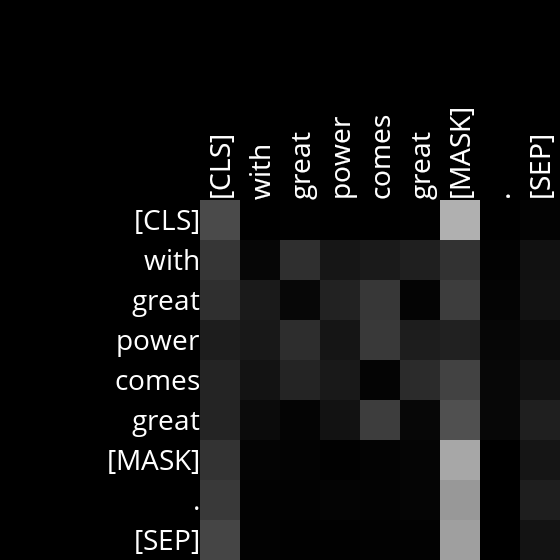 [CLS] with great power comes great [MASK] . [SEP]
[CLS]
with
great
power
comes
great
[MASK]
.
[SEP]